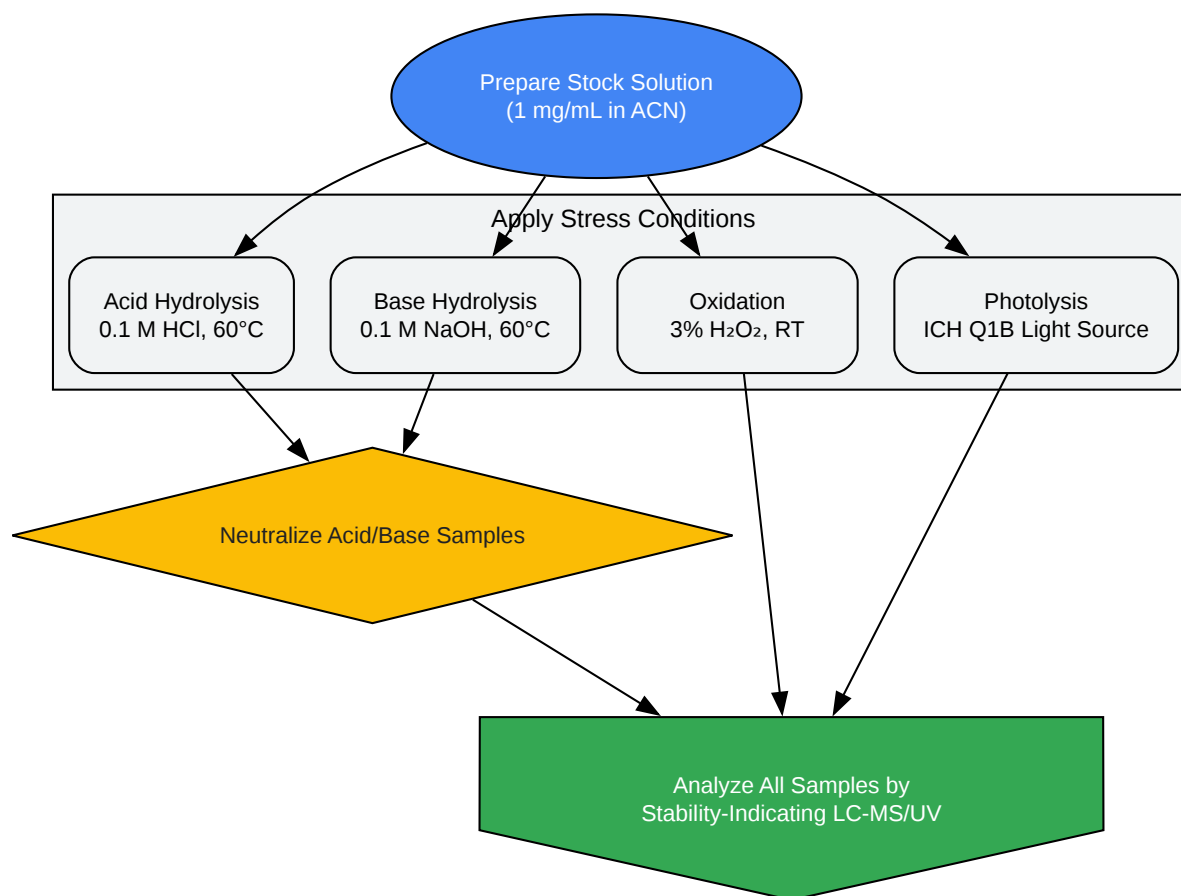 Prepare Stock Solution
(1 mg/mL in ACN)
Apply Stress Conditions
Acid Hydrolysis
0.1 M HCl, 60°C
Base Hydrolysis
0.1 M NaOH, 60°C
Oxidation
3% H₂O₂, RT
Photolysis
ICH Q1B Light Source
Neutralize Acid/Base Samples
Analyze All Samples by
Stability-Indicating LC-MS/UV